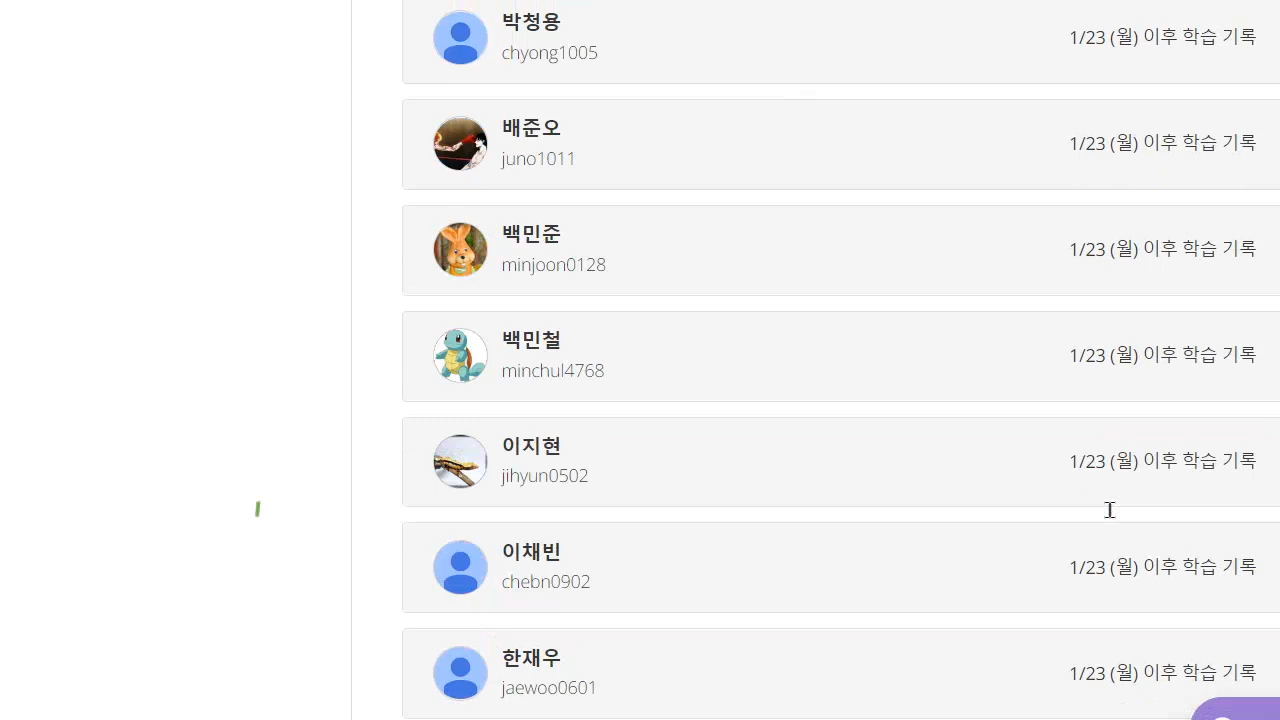 박청용
chyong1005
1/23 (월) 이후 학습 기록
배준오
juno1011
1/23 (월) 이후 학습 기록
백민준
minjoon0128
1/23 (월) 이후 학습 기록
백민철
minchul4768
1/23 (월) 이후 학습 기록
이지현
jihyun0502
1/23 (월) 이후 학습 기록
이채빈
chebn0902
1/23 (월) 이후 학습 기록
한재우
jaewoo0601
1/23 (월) 이후 학습 기록